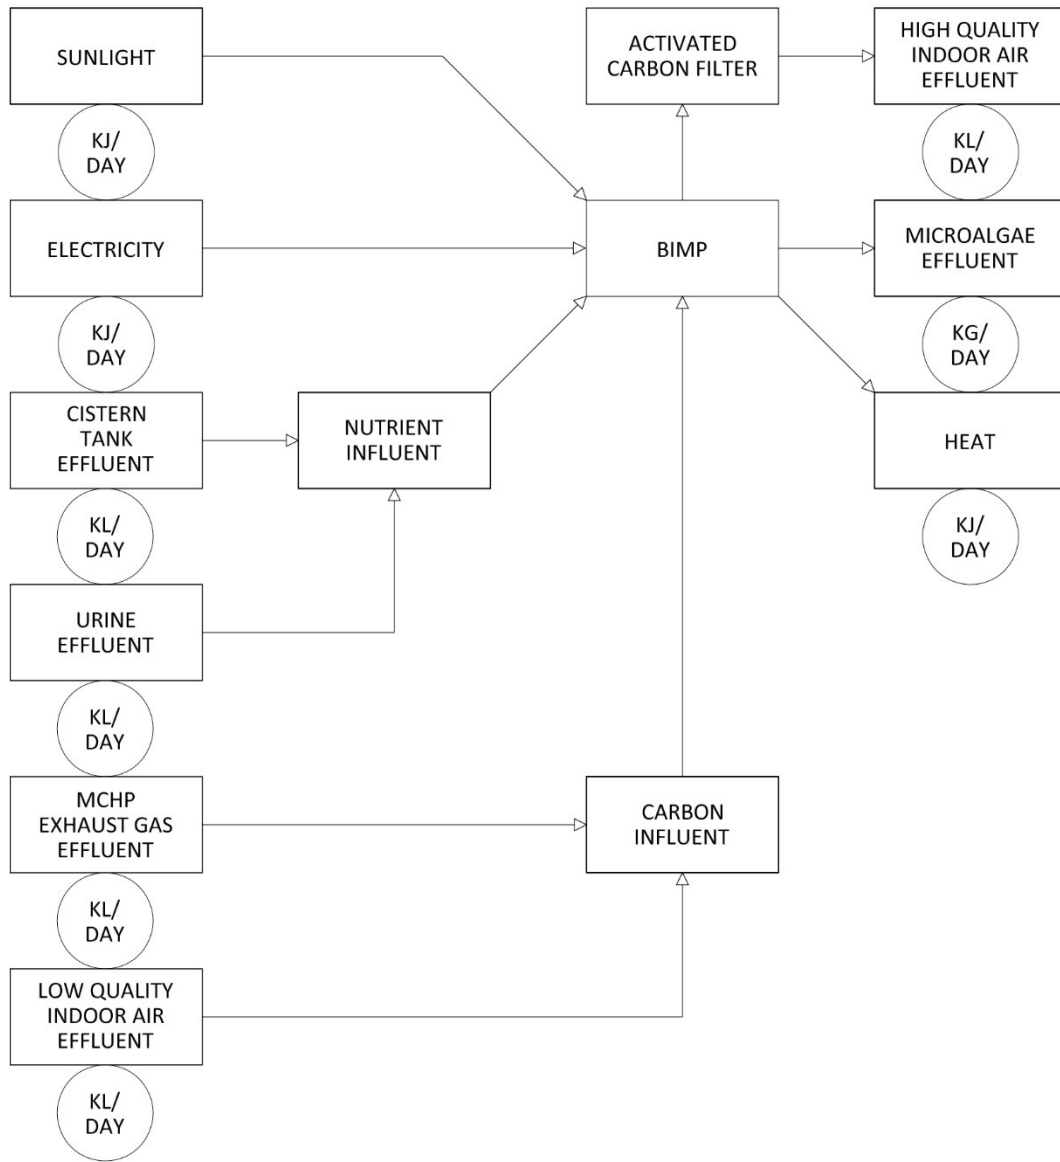 SUNLIGHT
KJ/
DAY
ELECTRICITY
KJ/
DAY
CISTERN
TANK
EFFLUENT
KL/
DAY
URINE
EFFLUENT
KL/
DAY
MCHP
EXHAUST GAS
EFFLUENT
KL/
DAY
LOW QUALITY
INDOOR AIR
EFFLUENT
KL/
DAY
NUTRIENT
INFLUENT
ACTIVATED
CARBON FILTER
BIMP
CARBON
INFLUENT
HIGH QUALITY
INDOOR AIR
EFFLUENT
KL/
DAY
MICROALGAE
EFFLUENT
KG/
DAY
HEAT
KJ/
DAY